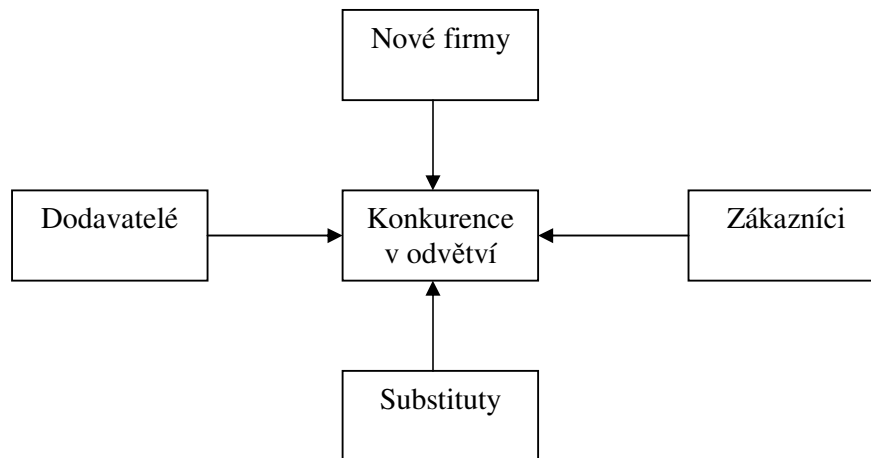 Nové firmy
Dodavatelé
Konkurence
v odvětví
Zákazníci
Substituty